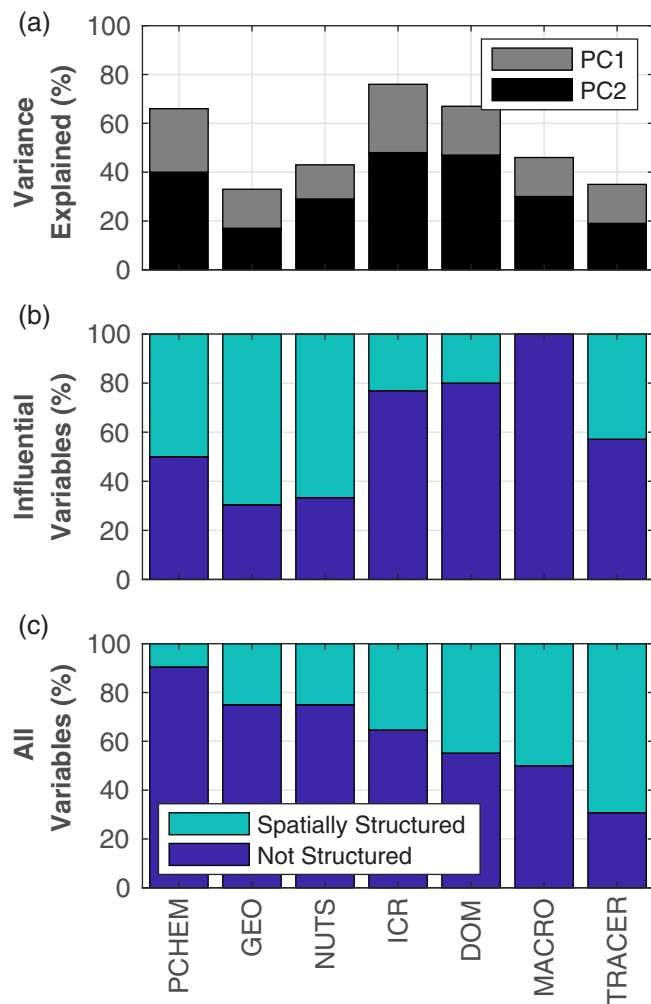 (a)
100
80
60
40
20
0
Variance
Explained (%)
PC1
PC2
(b)
100
80
60
40
20
0
Influential
Variables (%)
(c)
100
80
60
40
20
0
All
Variables (%)
Spatially Structured
Not Structured
PCHEM
GEO
NUTS
ICR
DOM
MACRO
TRACER